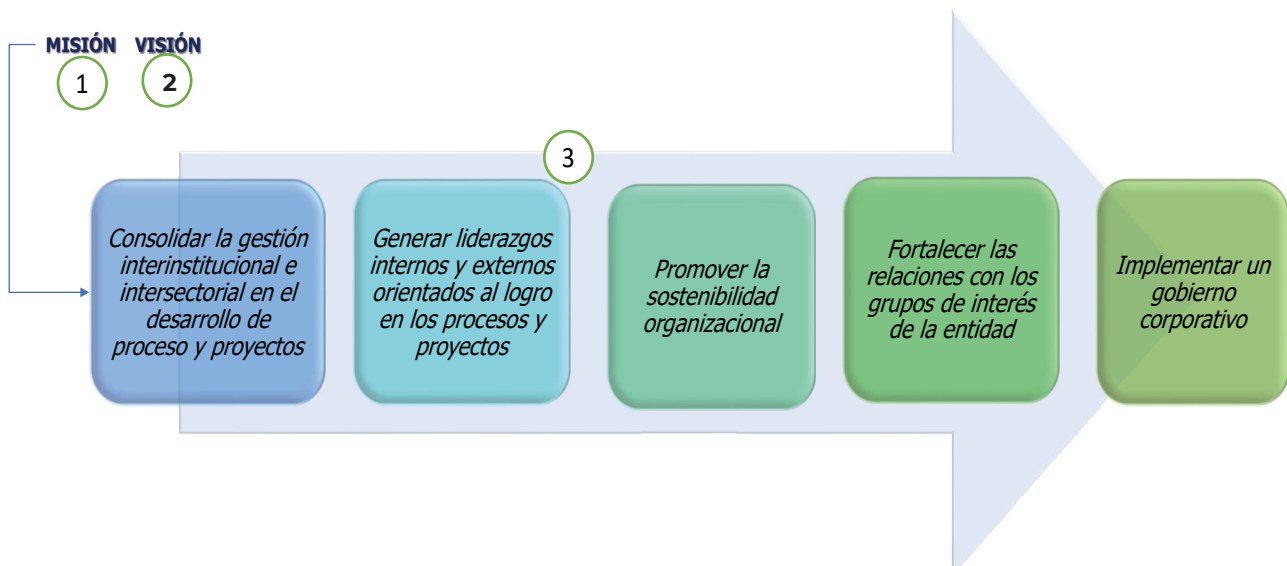 MISIÓN VISIÓN
1 2
3
Consolidar la gestión
interinstitucional e
intersectorial en el
desarrollo de
proceso y proyectos
Generar liderazgos
internos y externos
orientados al logro
en los procesos y
proyectos
Promover la
sostenibilidad
organizacional
Fortalecer las
relaciones con los
grupos de interés
de la entidad
Implementar un
gobierno
corporativo